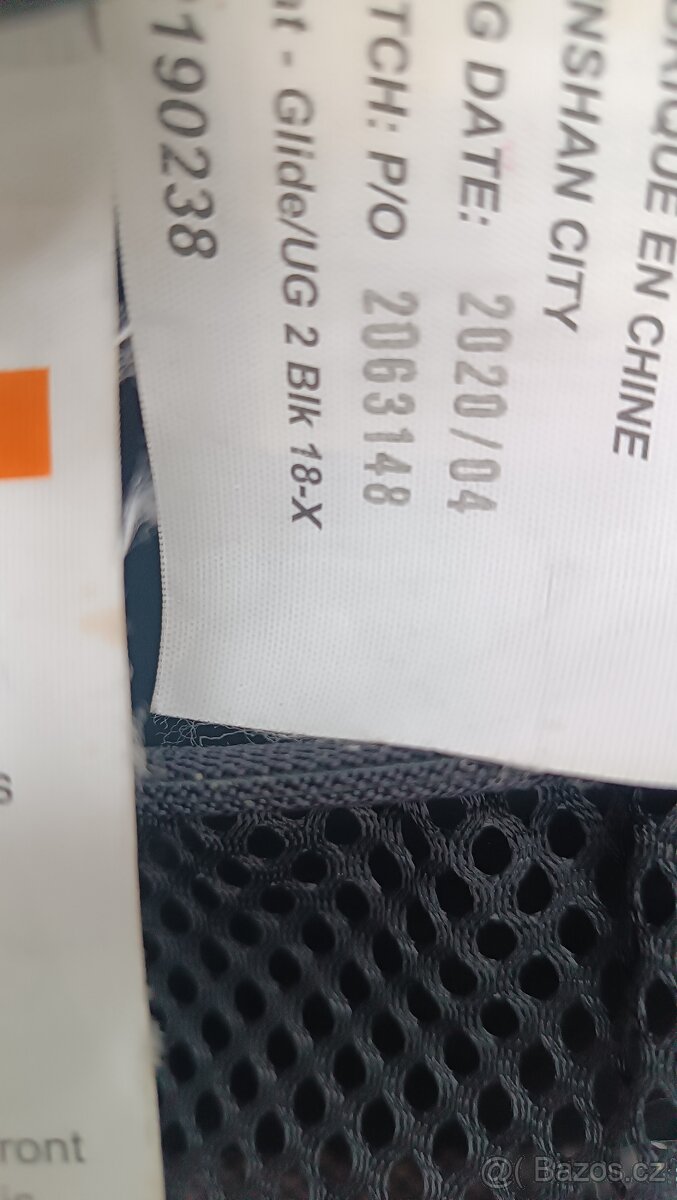 BRIQUE EN CHINE
NSHAN CITY
G DATE: 2020/04
TCH: P/O 2063148
at - Glide/UG 2 Blk 18-X
190238
s
ront
@( Bazos.cz